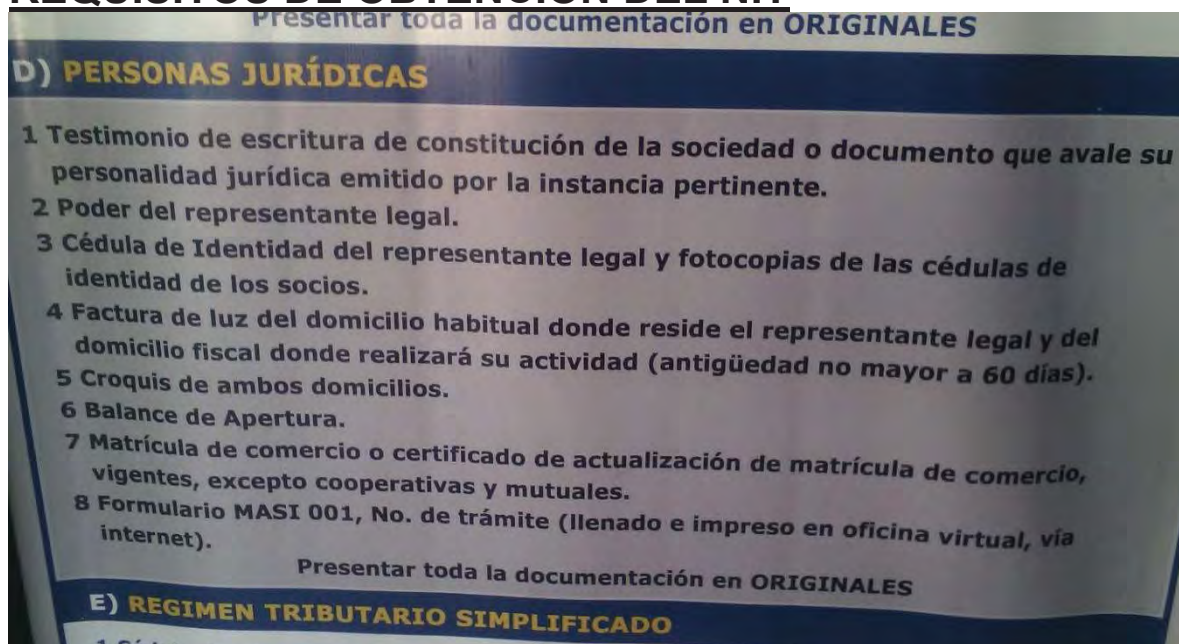 REQUISITOS DE OBTENCIÓN DEL NIT
Presentar toda la documentación en ORIGINALES
D) PERSONAS JURÍDICAS
1 Testimonio de escritura de constitución de la sociedad o documento que avale su
personalidad jurídica emitido por la instancia pertinente.
2 Poder del representante legal.
3 Cédula de Identidad del representante legal y fotocopias de las cédulas de
identidad de los socios.
4 Factura de luz del domicilio habitual donde reside el representante legal y del
domicilio fiscal donde realizará su actividad (antigüedad no mayor a 60 días).
5 Croquis de ambos domicilios.
6 Balance de Apertura.
7 Matrícula de comercio o certificado de actualización de matrícula de comercio,
vigentes, excepto cooperativas y mutuales.
8 Formulario MASI 001, No. de trámite (llenado e impreso en oficina virtual, vía
internet).
Presentar toda la documentación en ORIGINALES
E) REGIMEN TRIBUTARIO SIMPLIFICADO